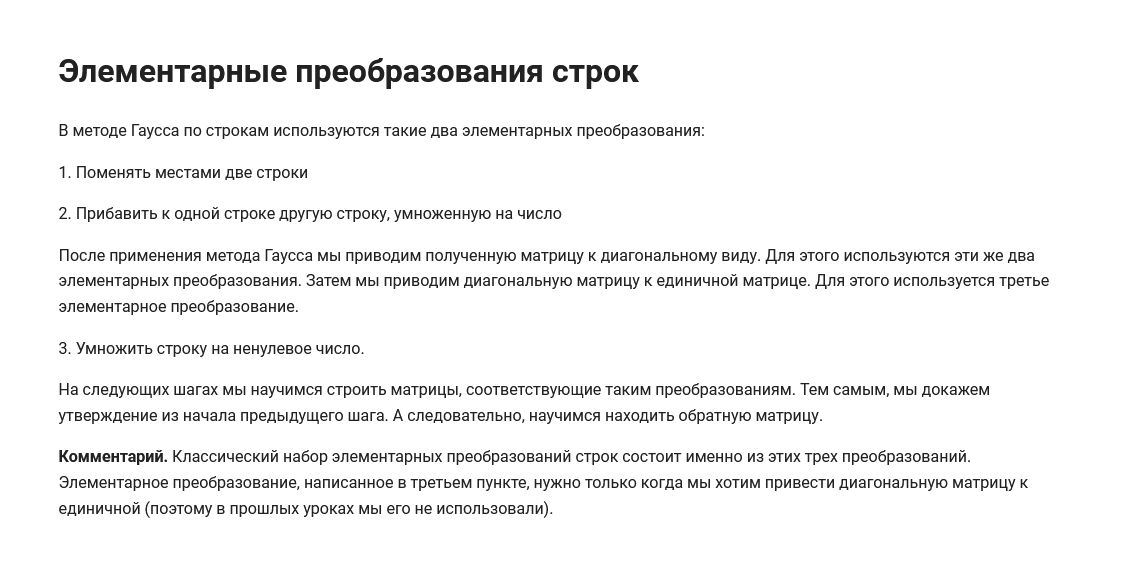 Элементарные преобразования строк
В методе Гаусса по строкам используются такие два элементарных преобразования:
1. Поменять местами две строки
2. Прибавить к одной строке другую строку, умноженную на число
После применения метода Гаусса мы приводим полученную матрицу к диагональному виду. Для этого используются эти же два
элементарных преобразования. Затем мы приводим диагональную матрицу к единичной матрице. Для этого используется третье
элементарное преобразование.
3. Умножить строку на ненулевое число.
На следующих шагах мы научимся строить матрицы, соответствующие таким преобразованиям. Тем самым, мы докажем
утверждение из начала предыдущего шага. А следовательно, научимся находить обратную матрицу.
Комментарий. Классический набор элементарных преобразований строк состоит именно из этих трех преобразований.
Элементарное преобразование, написанное в третьем пункте, нужно только когда мы хотим привести диагональную матрицу к
единичной (поэтому в прошлых уроках мы его не использовали).